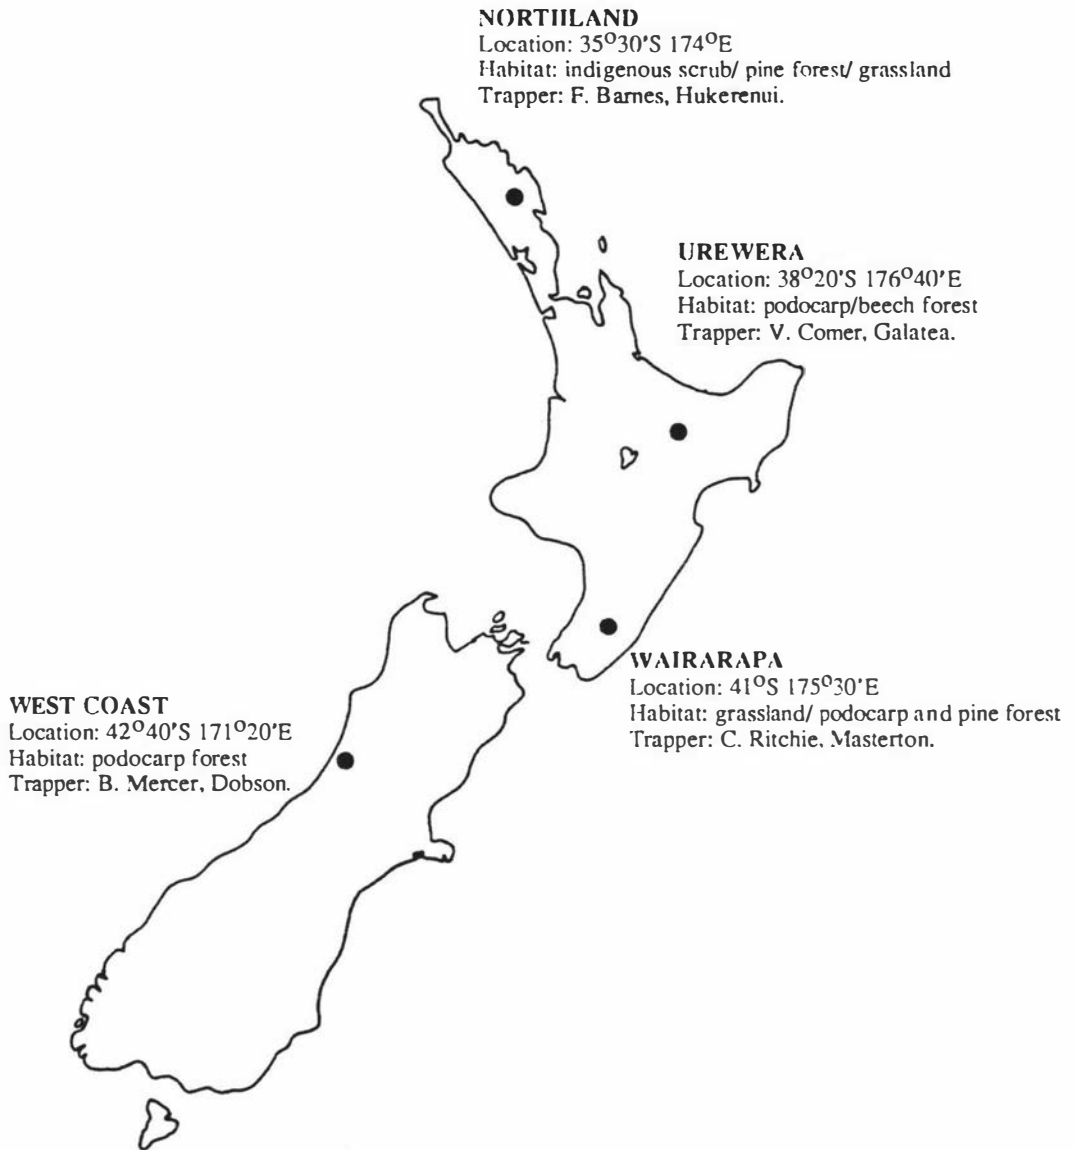 NORTHLAND
Location: 35°30'S 174°E
Habitat: indigenous scrub/ pine forest/ grassland
Trapper: F. Barnes, Hukerenui.
UREWERA
Location: 38°20'S 176°40'E
Habitat: podocarp/beech forest
Trapper: V. Comer, Galatea.
WAIRARAPA
Location: 41°S 175°30'E
Habitat: grassland/ podocarp and pine forest
Trapper: C. Ritchie, Masterton.
WEST COAST
Location: 42°40'S 171°20'E
Habitat: podocarp forest
Trapper: B. Mercer, Dobson.